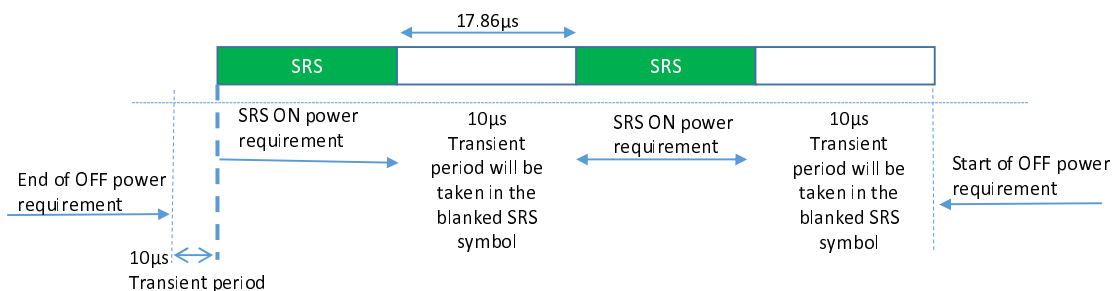 17.86µs
SRS
SRS
SRS ON power
requirement
10µs
Transient
period will be
taken in the
blanked SRS
symbol
SRS ON power
requirement
10µs
Transient
period will be
taken in the
blanked SRS
symbol
End of OFF power
requirement
Start of OFF power
requirement
10µs
Transient period